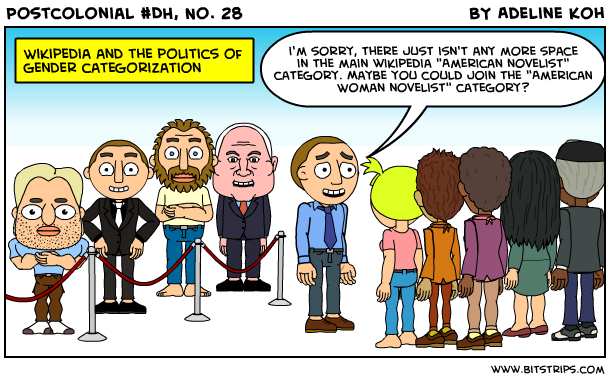 POSTCOLONIAL #DH, NO. 28
BY ADELINE KOH
WIKIPEDIA AND THE POLITICS OF
GENDER CATEGORIZATION
I'M SORRY, THERE JUST ISN'T ANY MORE SPACE
IN THE MAIN WIKIPEDIA "AMERICAN NOVELIST"
CATEGORY. MAYBE YOU COULD JOIN THE "AMERICAN
WOMAN NOVELIST" CATEGORY?
WWW.BITSTRIPS.COM